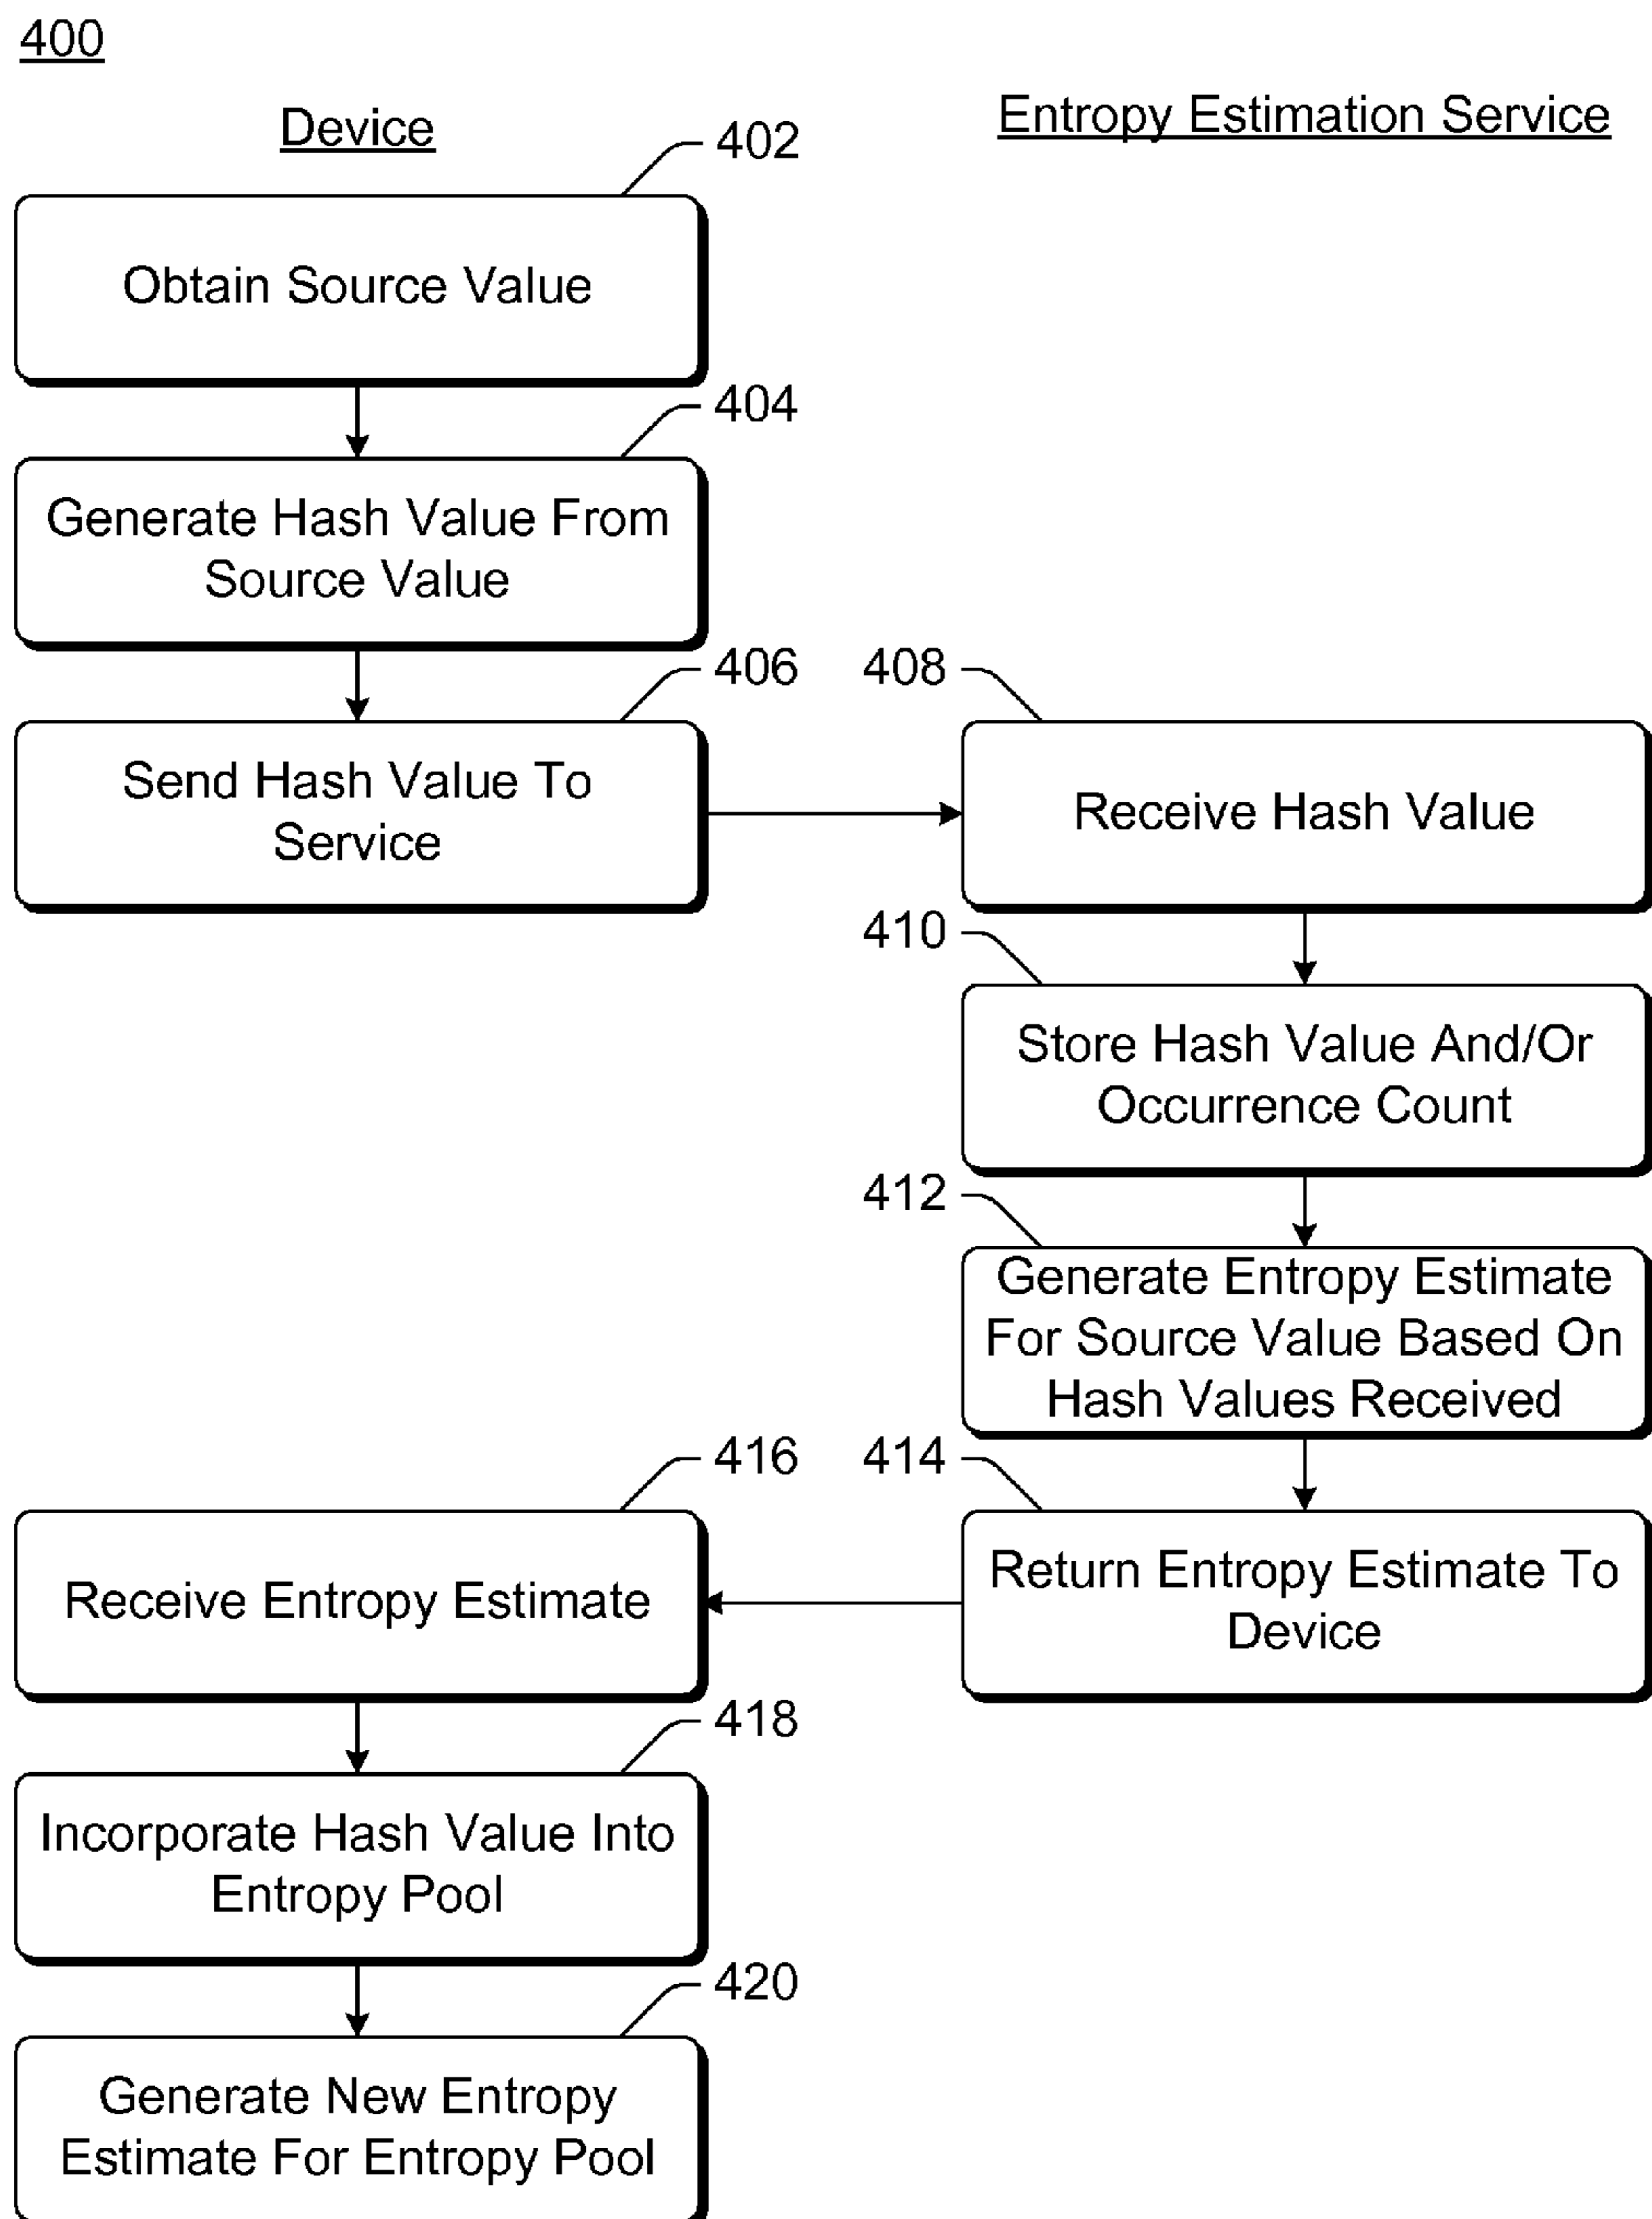 400
Device
Entropy Estimation Service
402
Obtain Source Value
404
Generate Hash Value From
Source Value
406
Send Hash Value To
Service
408
Receive Hash Value
410
Store Hash Value And/Or
Occurrence Count
412
Generate Entropy Estimate
For Source Value Based On
Hash Values Received
414
Return Entropy Estimate To
Device
416
Receive Entropy Estimate
418
Incorporate Hash Value Into
Entropy Pool
420
Generate New Entropy
Estimate For Entropy Pool